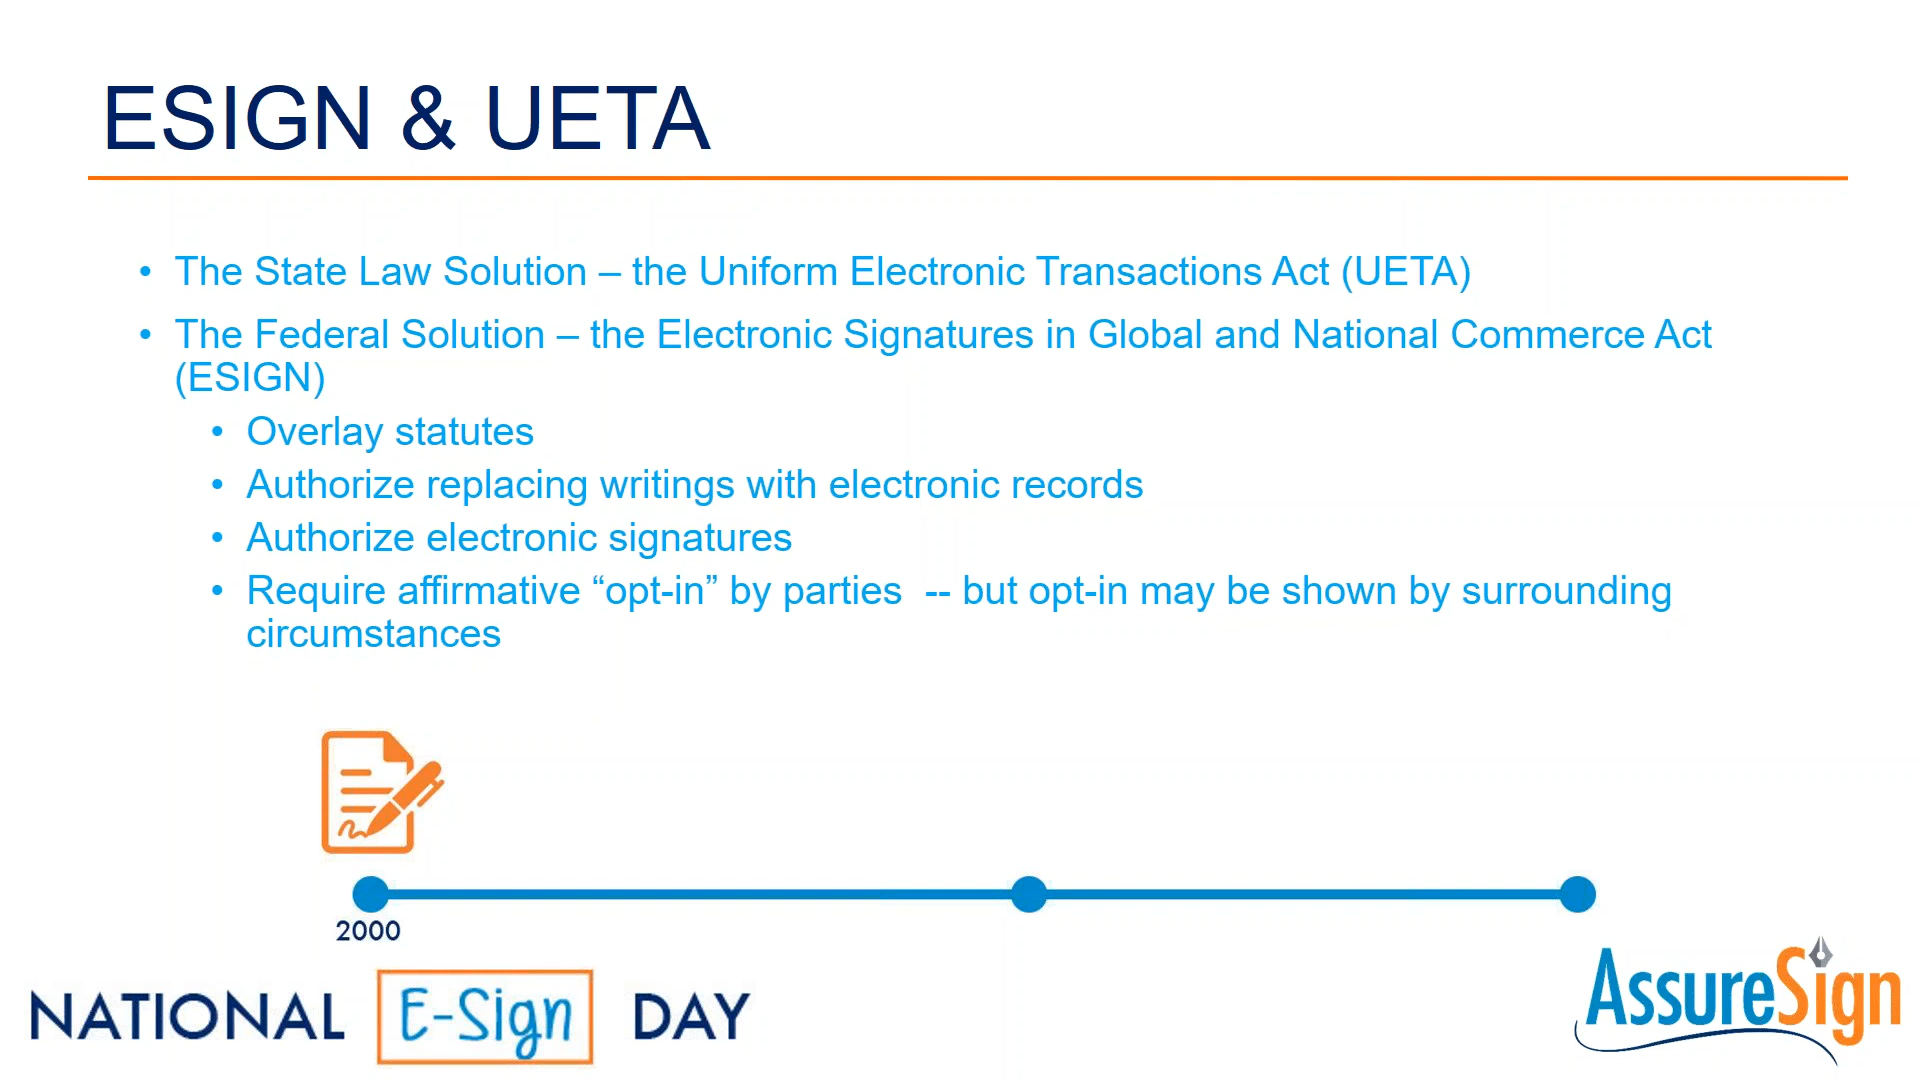 ESIGN & UETA
• The State Law Solution – the Uniform Electronic Transactions Act (UETA)
• The Federal Solution – the Electronic Signatures in Global and National Commerce Act
(ESIGN)
• Overlay statutes
• Authorize replacing writings with electronic records
• Authorize electronic signatures
• Require affirmative “opt-in” by parties -- but opt-in may be shown by surrounding
circumstances
2000
NATIONAL E-Sign DAY
AssureSign